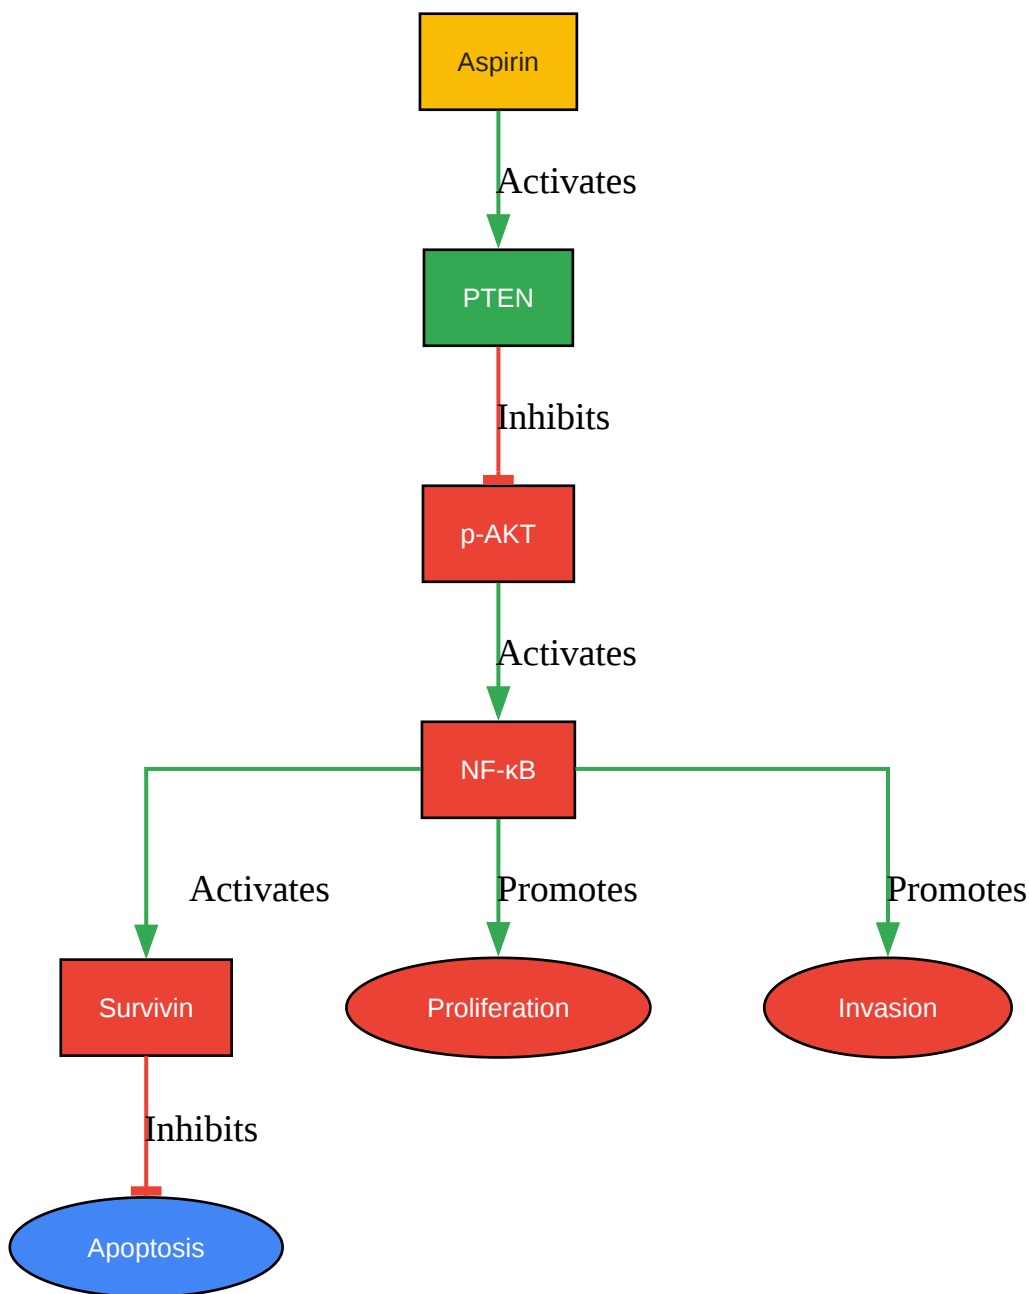 Aspirin
Activates
PTEN
Inhibits
p-AKT
Activates
NF-κB
Activates
Promotes
Promotes
Survivin
Proliferation
Invasion
Inhibits
Apoptosis